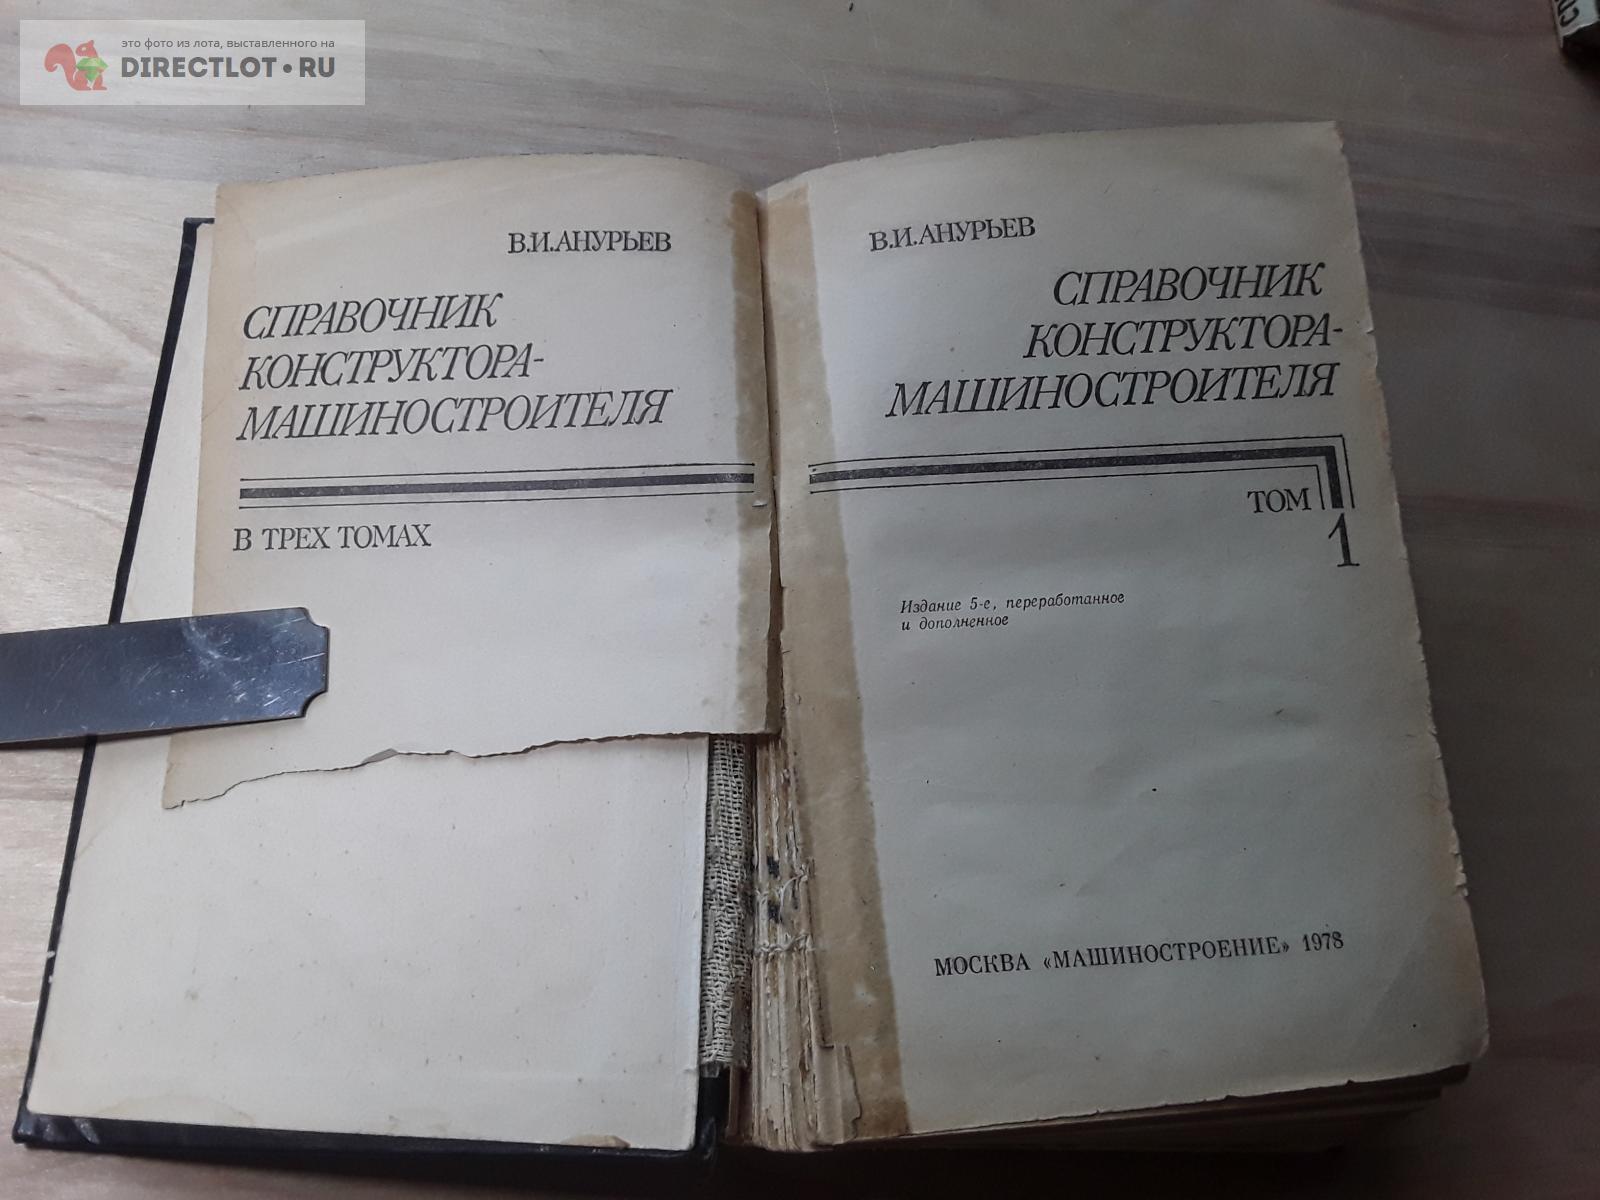 это фото из лота, выставленного на
DIRECTLOT•RU
В.И.АНУРЬЕВ
СПРАВОЧНИК
КОНСТРУКТОРА-
МАШИНОСТРОИТЕЛЯ
В ТРЕХ ТОМАХ
В.И.АНУРЬЕВ
СПРАВОЧНИК
КОНСТРУКТОРА-
МАШИНОСТРОИТЕЛЯ
ТОМ
1
Издание 5-е, переработанное
и дополненное
МОСКВА «МАШИНОСТРОЕНИЕ» 1978